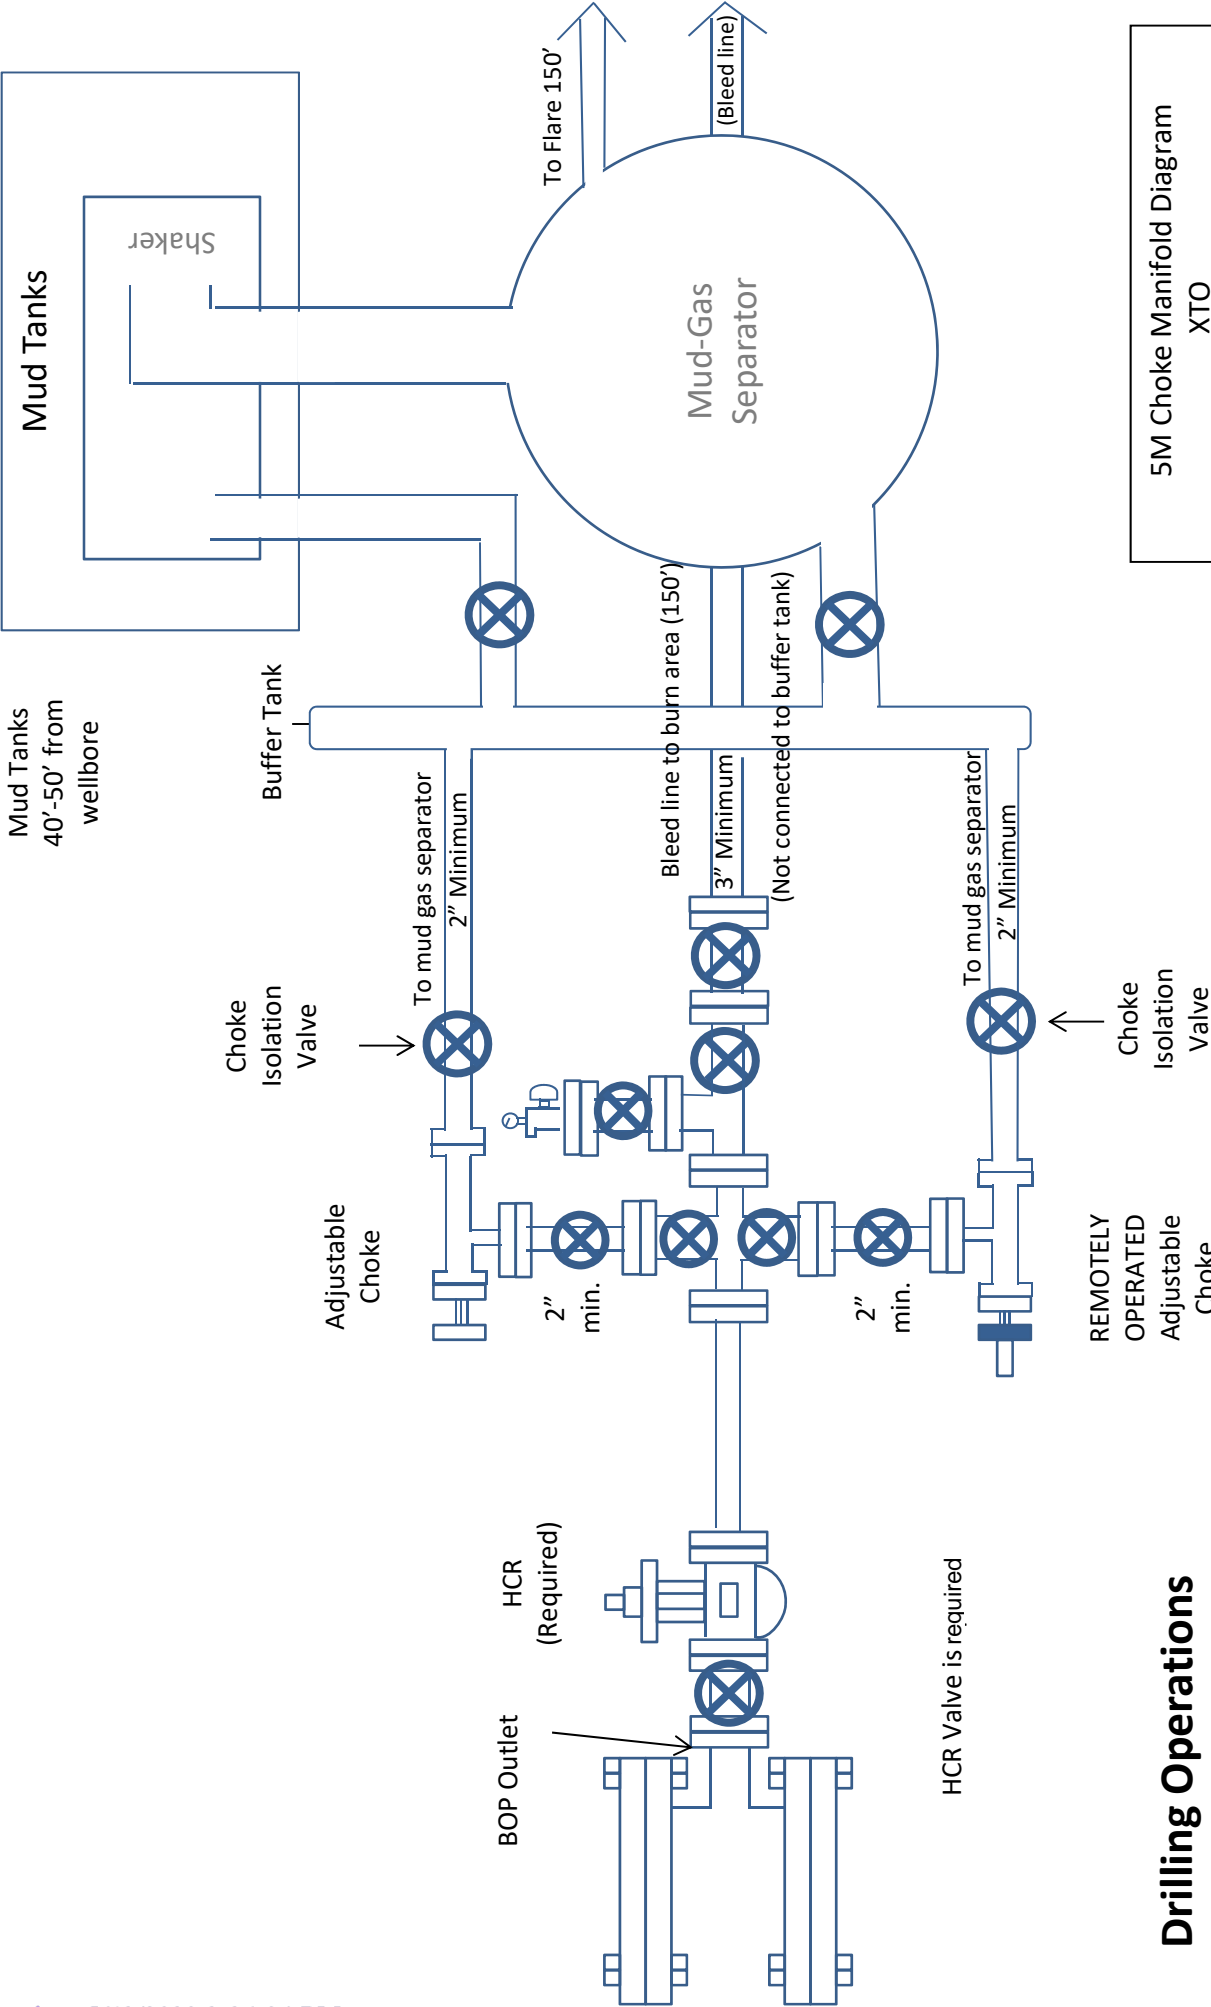 Mud Tanks
40’-50’ from
wellbore
Mud Tanks
Shaker
Buffer Tank
Choke
Isolation
Valve
To mud gas separator
2” Minimum
To Flare 150’
(Bleed line)
Mud-Gas
Separator
Bleed line to burn area (150’)
3” Minimum
(Not connected to buffer tank)
Adjustable
Choke
2”
min.
2”
min.
To mud gas separator
2” Minimum
Choke
Isolation
Valve
REMOTELY
OPERATED
Adjustable
Choke
HCR
(Required)
BOP Outlet
HCR Valve is required
Drilling Operations
5M Choke Manifold Diagram
XTO